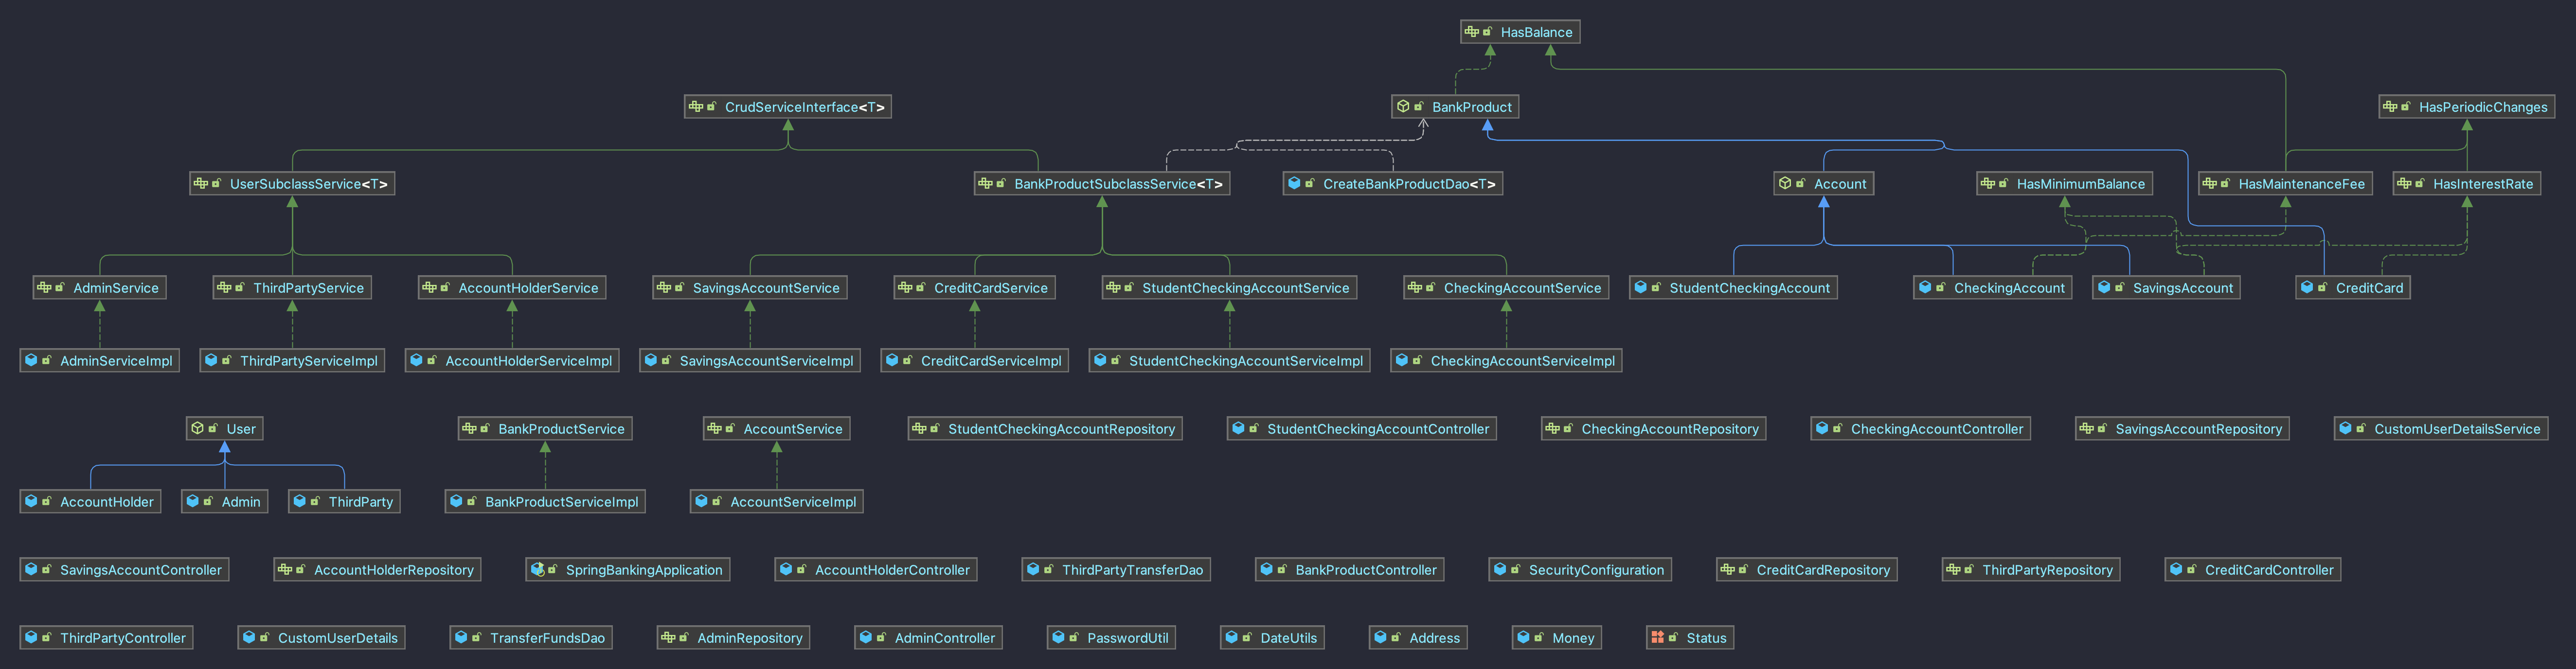 HasBalance
CrudServiceInterface<T>
BankProduct
HasPeriodicChanges
UserSubclassService<T>
BankProductSubclassService<T>
CreateBankProductDao<T>
Account
HasMinimumBalance
HasMaintenanceFee
HasInterestRate
AdminService
ThirdPartyService
AccountHolderService
SavingsAccountService
CreditCardService
StudentCheckingAccountService
CheckingAccountService
StudentCheckingAccount
CheckingAccount
SavingsAccount
CreditCard
AdminServiceImpl
ThirdPartyServiceImpl
AccountHolderServiceImpl
SavingsAccountServiceImpl
CreditCardServiceImpl
StudentCheckingAccountServiceImpl
CheckingAccountServiceImpl
User
BankProductService
AccountService
StudentCheckingAccountRepository
StudentCheckingAccountController
CheckingAccountRepository
CheckingAccountController
SavingsAccountRepository
CustomUserDetailsService
AccountHolder
Admin
ThirdParty
BankProductServiceImpl
AccountServiceImpl
SavingsAccountController
AccountHolderRepository
SpringBankingApplication
AccountHolderController
ThirdPartyTransferDao
BankProductController
SecurityConfiguration
CreditCardRepository
ThirdPartyRepository
CreditCardController
ThirdPartyController
CustomUserDetails
TransferFundsDao
AdminRepository
AdminController
PasswordUtil
DateUtils
Address
Money
Status